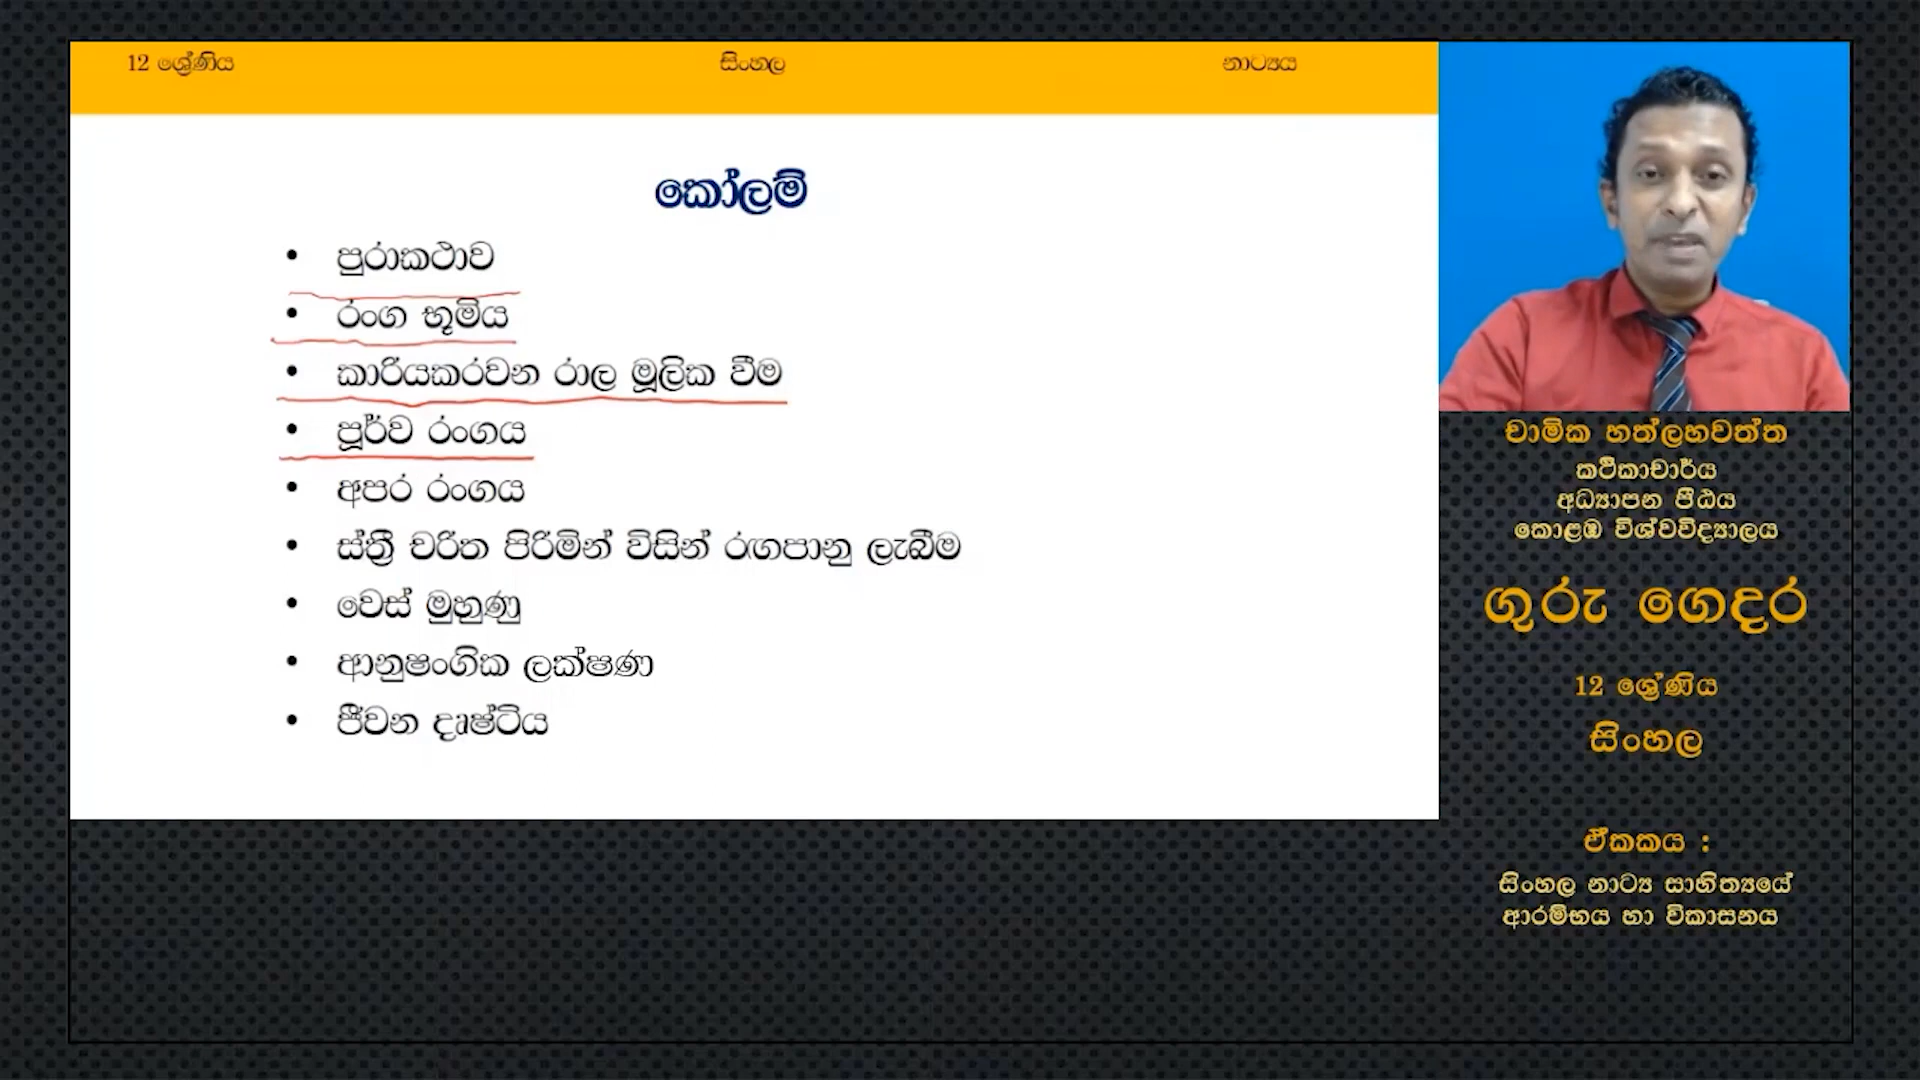 12 ශ්‍රේණිය
සිංහල
නාට්‍යය
කෝලම්
• පුරාකථාව
• රංග භූමිය
• කාරියකරවන රාල මූලික වීම
• පූර්ව රංගය
• අපර රංගය
• ස්ත්‍රී චරිත පිරිමින් විසින් රඟපානු ලැබීම
• වෙස් මුහුණු
• ආනුෂංගික ලක්ෂණ
• ජීවන දෘෂ්ටිය
චාමික හත්ලහවත්ත
කථිකාචාර්ය
අධ්‍යාපන පීඨය
කොළඹ විශ්වවිද්‍යාලය
ගුරු ගෙදර
12 ශ්‍රේණිය
සිංහල
ඒකකය :
සිංහල නාට්‍ය සාහිත්‍යයේ
ආරම්භය හා විකාසනය